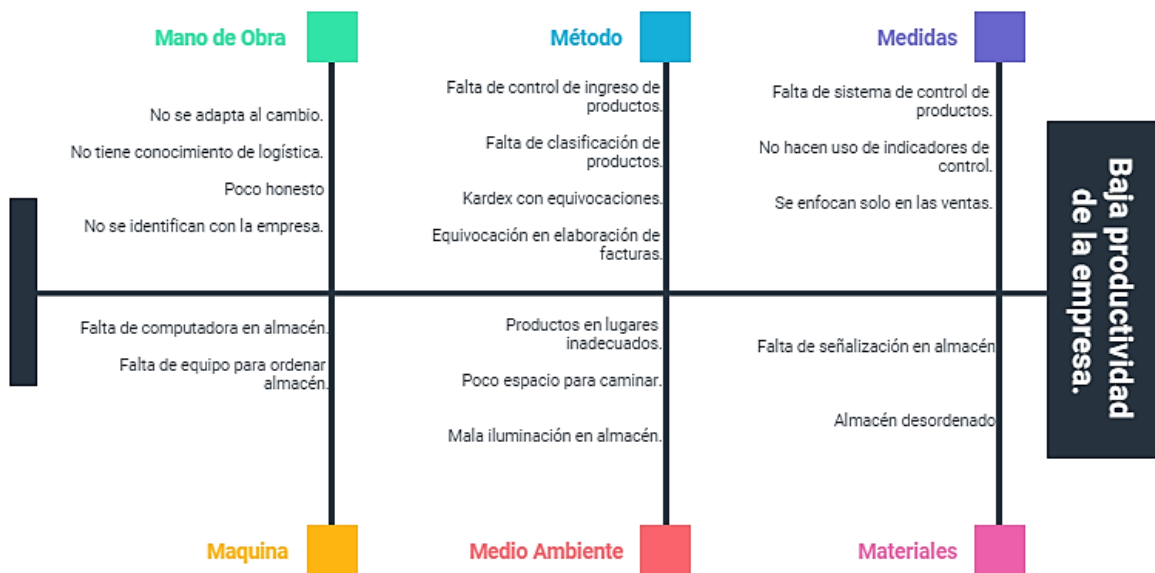 Mano de Obra
No se adapta al cambio.
No tiene conocimiento de logística.
Poco honesto
No se identifican con la empresa.
Método
Falta de control de ingreso de
productos.
Falta de clasificación de
productos.
Kardex con equivocaciones.
Equivocación en elaboración de
facturas.
Medidas
Falta de sistema de control de
productos.
No hacen uso de indicadores de
control.
Se enfocan solo en las ventas.
Baja productividad
de la empresa.
Falta de computadora en almacén.
Falta de equipo para ordenar
almacén.
Maquina
Productos en lugares
inadecuados.
Poco espacio para caminar.
Mala iluminación en almacén.
Medio Ambiente
Falta de señalización en almacén
Almacén desordenado
Materiales